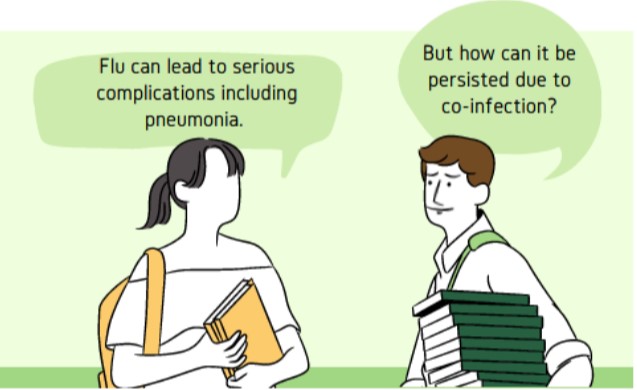 Flu can lead to serious
complications including
pneumonia.
But how can it be
persisted due to
co-infection?